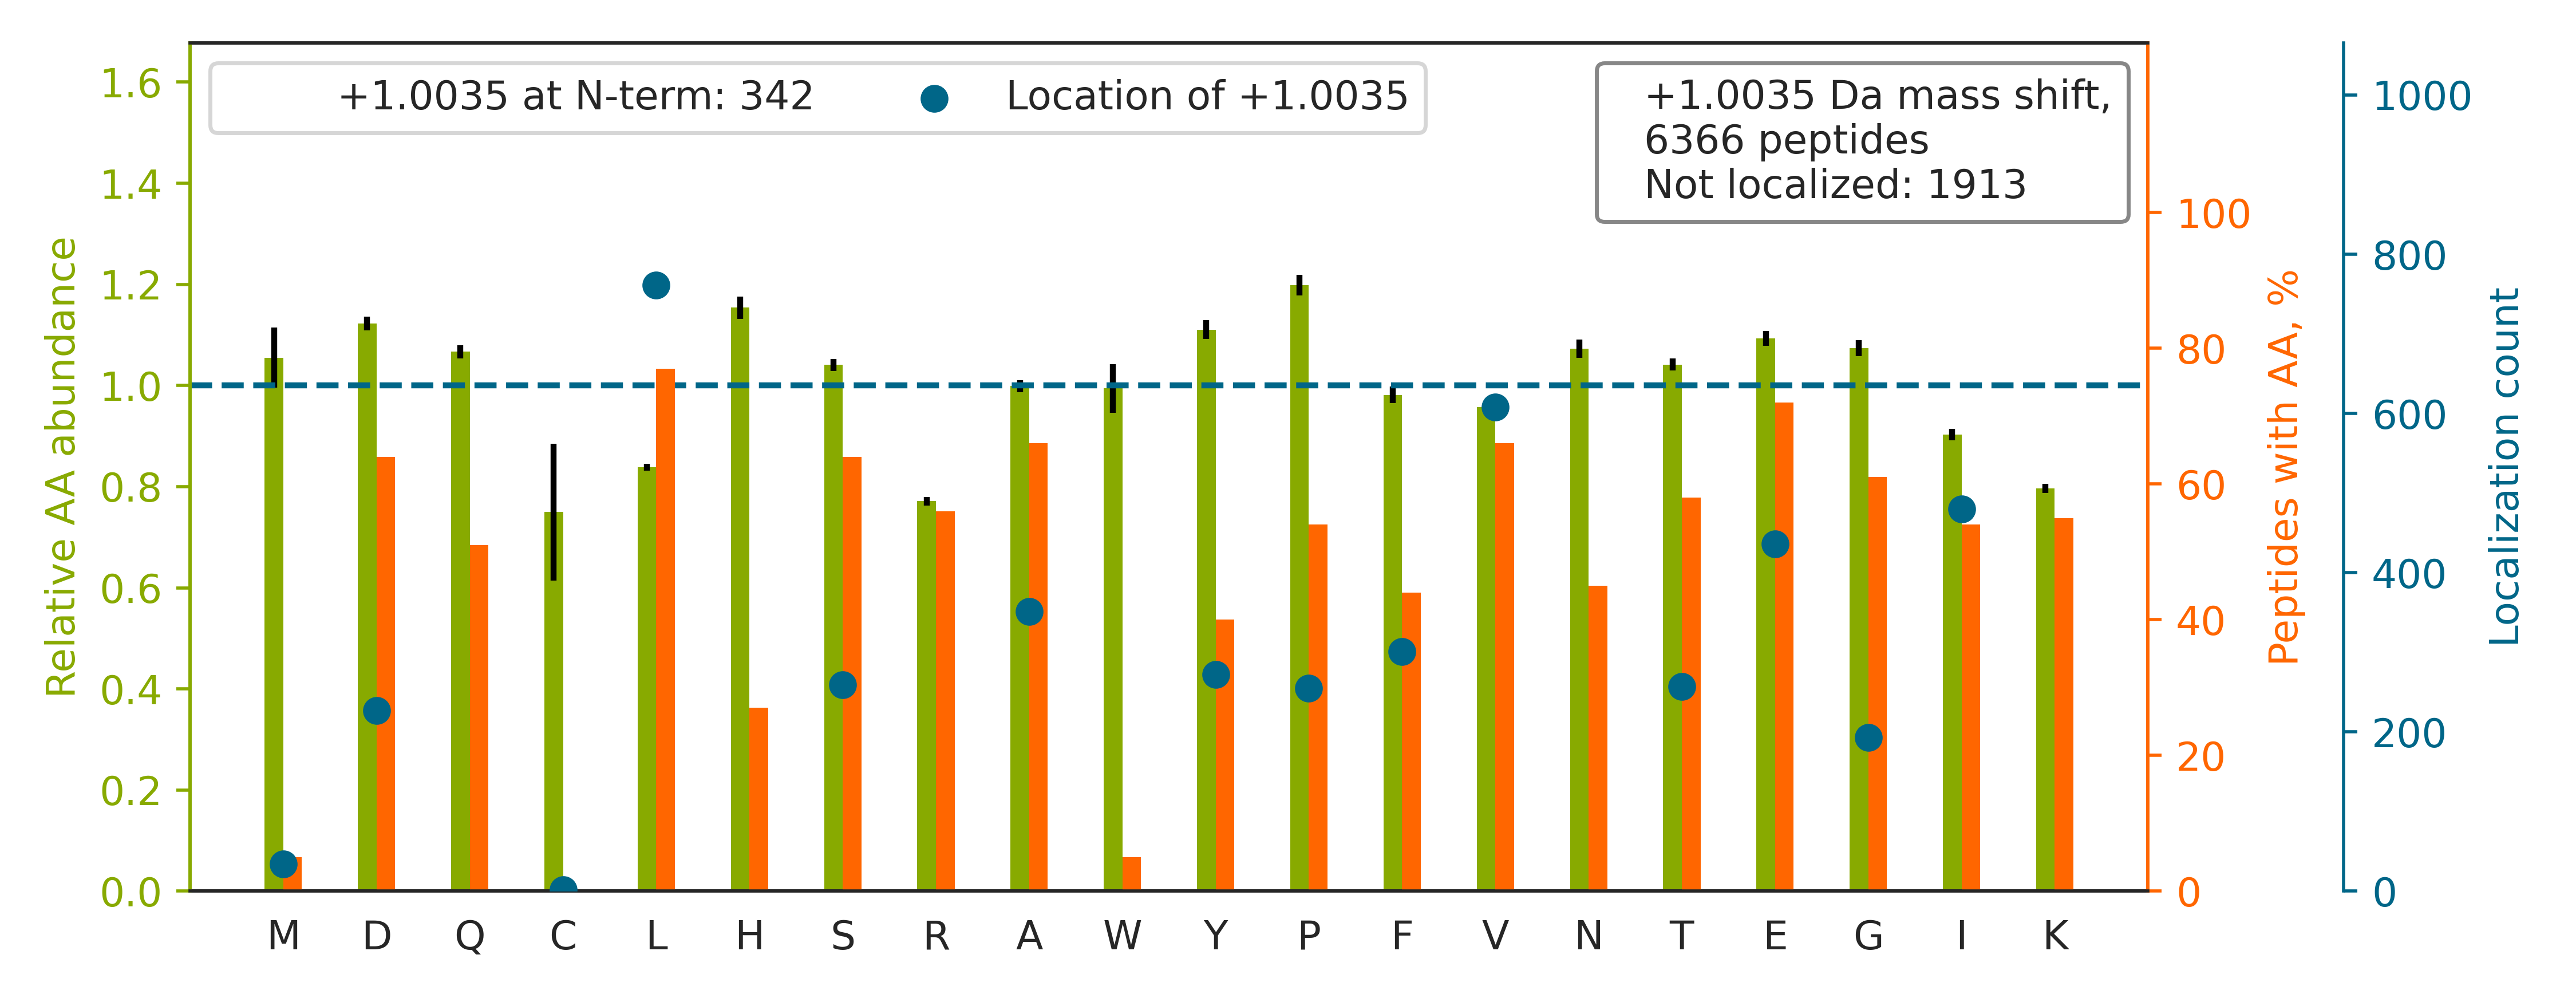 +1.0035 at N-term: 342
Location of +1.0035
+1.0035 Da mass shift,
6366 peptides
Not localized: 1913
Relative AA abundance
1.6
1.4
1.2
1.0
0.8
0.6
0.4
0.2
0.0
M D Q C L H S R A W Y P F V N T E G I K
100
80
60
40
20
0
Peptides with AA, %
1000
800
600
400
200
0
Localization count